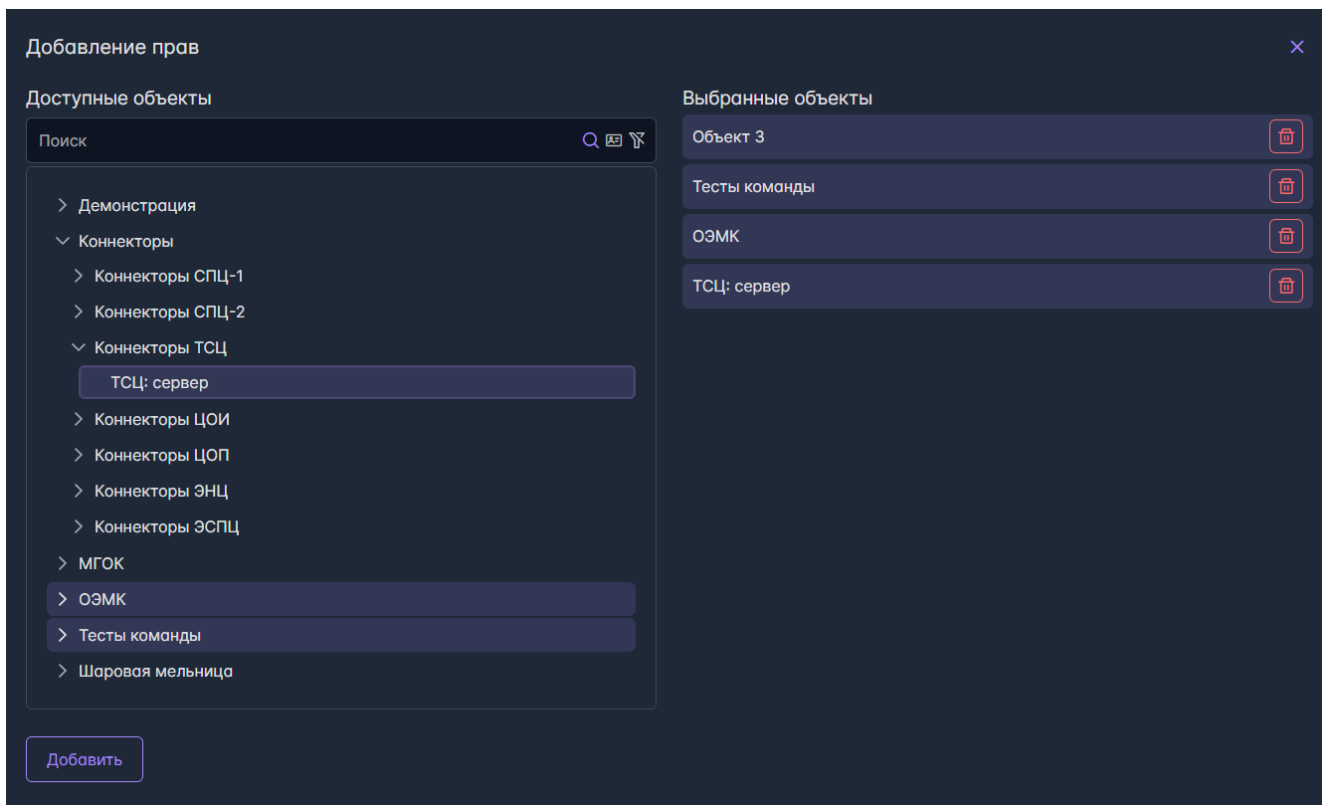 Добавление прав
Доступные объекты
Поиск
Демонстрация
Коннекторы
Коннекторы СПЦ-1
Коннекторы СПЦ-2
Коннекторы ТСЦ
ТСЦ: сервер
Коннекторы ЦОИ
Коннекторы ЦОП
Коннекторы ЭНЦ
Коннекторы ЭСПЦ
МГОК
ОЭМК
Тесты команды
Шаровая мельница
Добавить
Выбранные объекты
Объект 3
Тесты команды
ОЭМК
ТСЦ: сервер